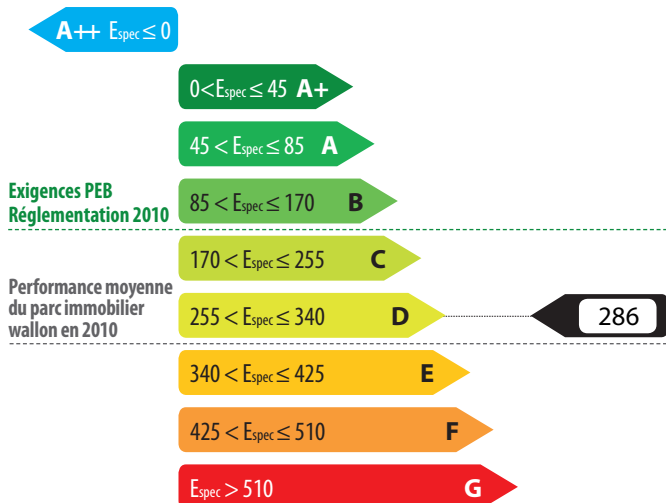 A++ Espec ≤ 0
0<Espec ≤ 45 A+
45 < Espec ≤ 85 A
Exigences PEB
Réglementation 2010
85 < Espec ≤ 170 B
170 < Espec ≤ 255 C
Performance moyenne
du parc immobilier
wallon en 2010
255 < Espec ≤ 340 D
286
340 < Espec ≤ 425 E
425 < Espec ≤ 510 F
Espec > 510 G